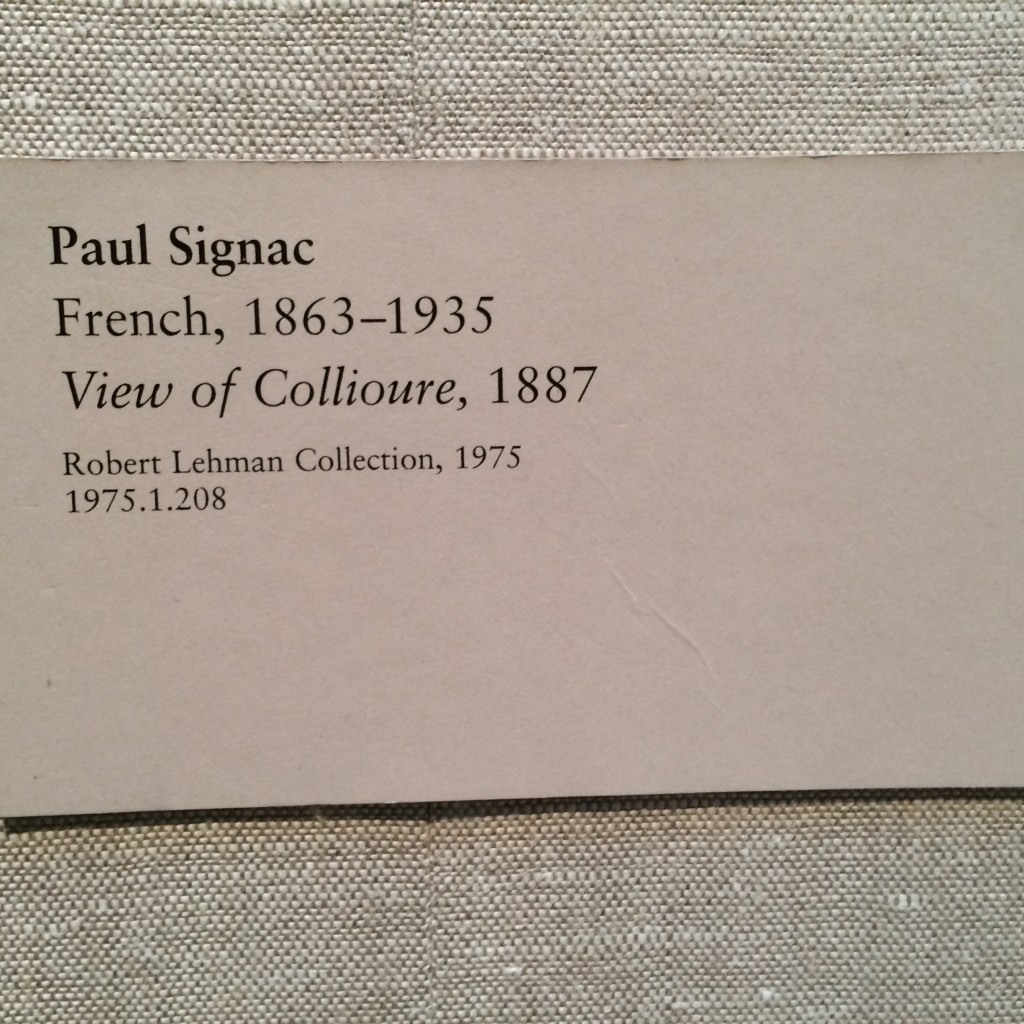 Paul Signac
French, 1863–1935
View of Collioure, 1887
Robert Lehman Collection, 1975
1975.1.208